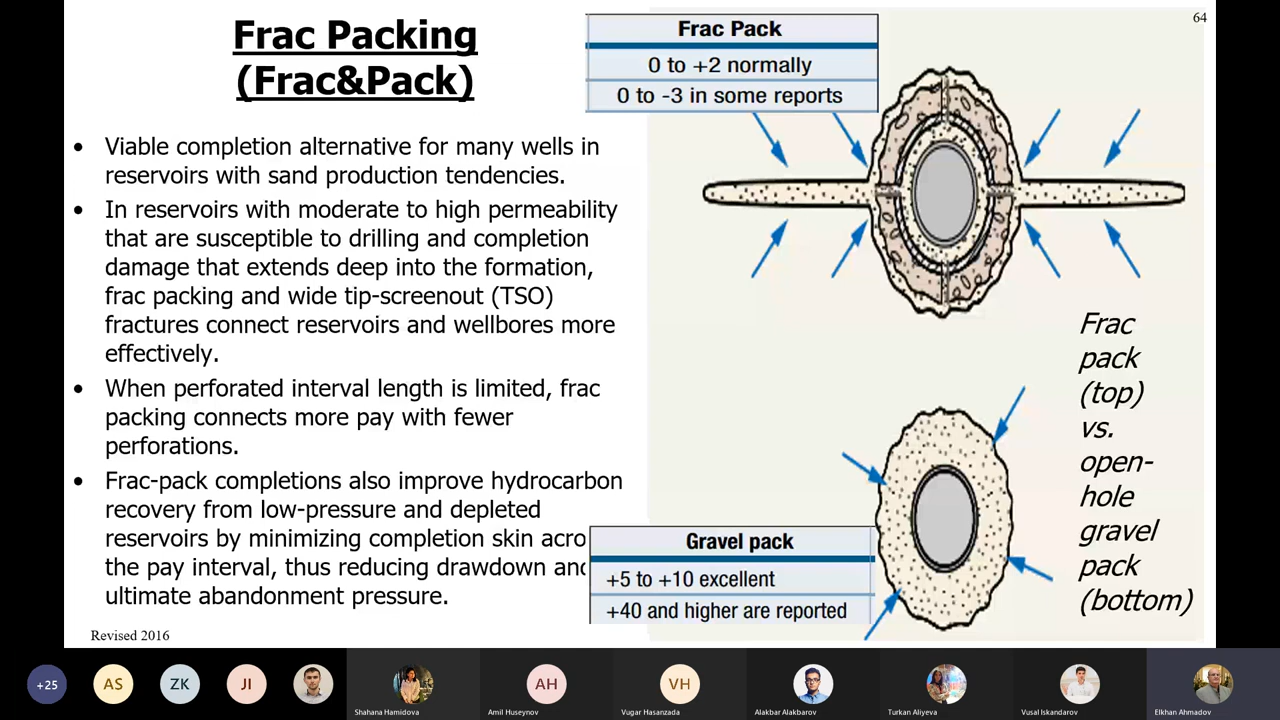 64
Frac Packing
(Frac&Pack)
Frac Pack
0 to +2 normally
0 to -3 in some reports
• Viable completion alternative for many wells in
reservoirs with sand production tendencies.
• In reservoirs with moderate to high permeability
that are susceptible to drilling and completion
damage that extends deep into the formation,
frac packing and wide tip-screenout (TSO)
fractures connect reservoirs and wellbores more
effectively.
• When perforated interval length is limited, frac
packing connects more pay with fewer
perforations.
• Frac-pack completions also improve hydrocarbon
recovery from low-pressure and depleted
reservoirs by minimizing completion skin acro
the pay interval, thus reducing drawdown and
ultimate abandonment pressure.
Frac
pack
(top)
vs.
open-
hole
gravel
pack
(bottom)
Gravel pack
+5 to +10 excellent
+40 and higher are reported
Revised 2016
+25
AS
ZK
JI
AH
VH
Shahana Hamidova
Amil Huseynov
Vugar Hasanzada
Alakbar Alakbarov
Turkan Aliyeva
Vusal Iskandarov
Elkhan Ahmadov